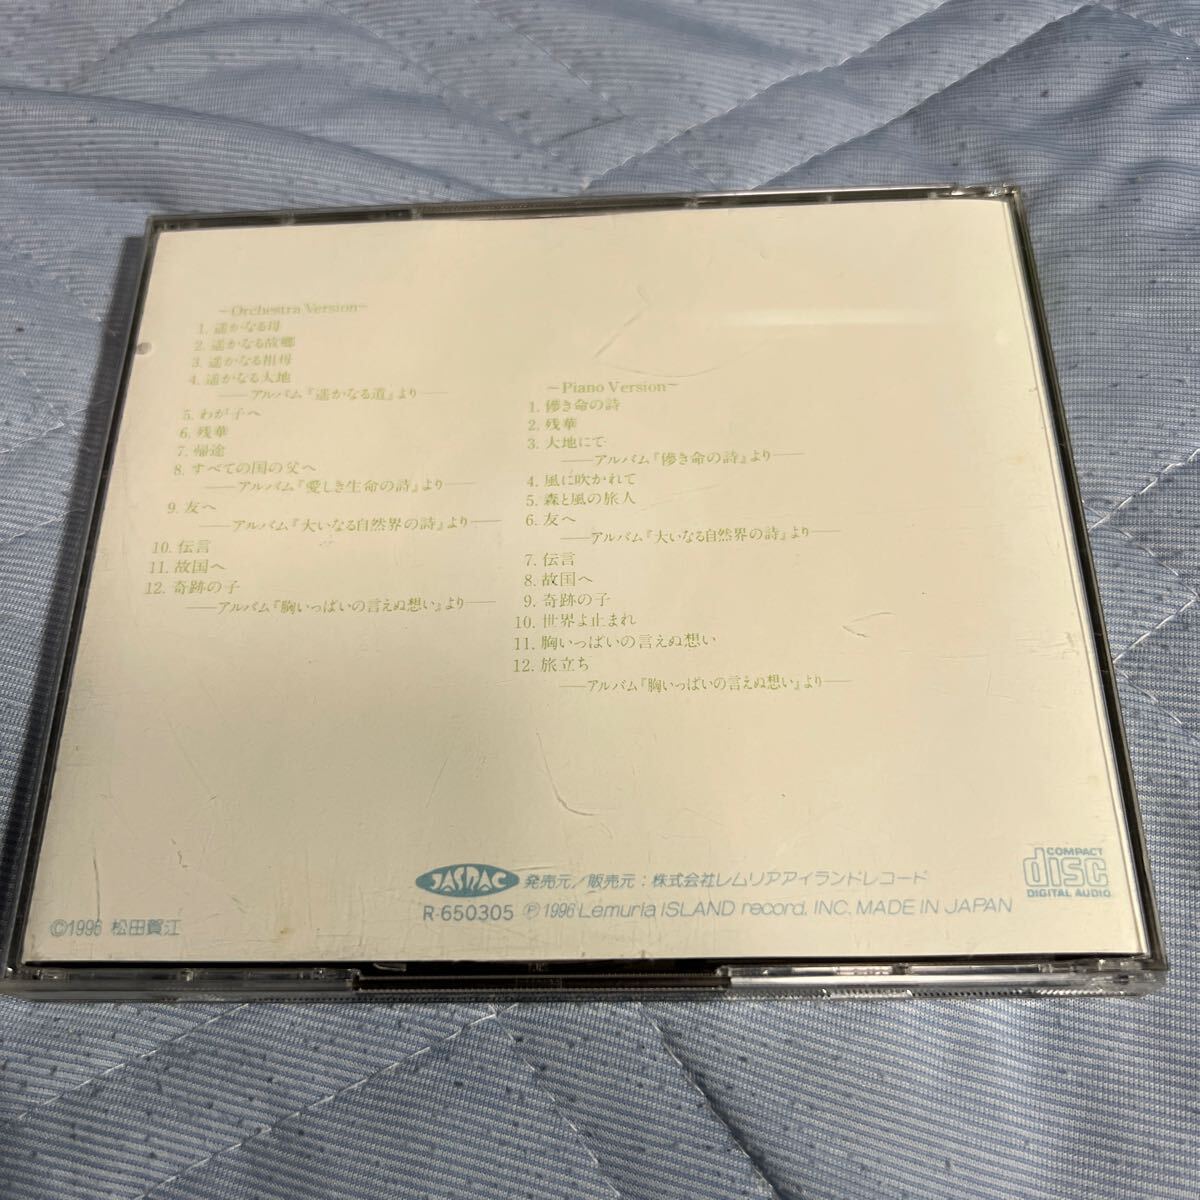 ~Orchestra Version~
1. 遥かなる母
2. 遥かなる故郷
3. 遥かなる祖母
4. 遥かなる大地
——アルバム『遥かなる道』より——
5. わが子へ
6. 残華
7. 帰途
8. すべての国の父へ
——アルバム『愛しき生命の詩』より——
9. 友へ
——アルバム『大いなる自然界の詩』より——
10. 伝言
11. 故国へ
12. 奇跡の子
——アルバム『胸いっぱいの言えぬ想い』より——
~Piano Version~
1. 儚き命の詩
2. 残華
3. 大地にて
——アルバム『儚き命の詩』より——
4. 風に吹かれて
5. 森と風の旅人
6. 友へ
——アルバム『大いなる自然界の詩』より——
7. 伝言
8. 故国へ
9. 奇跡の子
10. 世界よ止まれ
11. 胸いっぱいの言えぬ想い
12. 旅立ち
——アルバム『胸いっぱいの言えぬ想い』より——
JASRAC 発売元/販売元：株式会社レムリアアイランドレコード
R-650305 ℗1996 Lemuria ISLAND record, INC. MADE IN JAPAN
©1996 松田賀江
COMPACT
disc
DIGITAL AUDIO